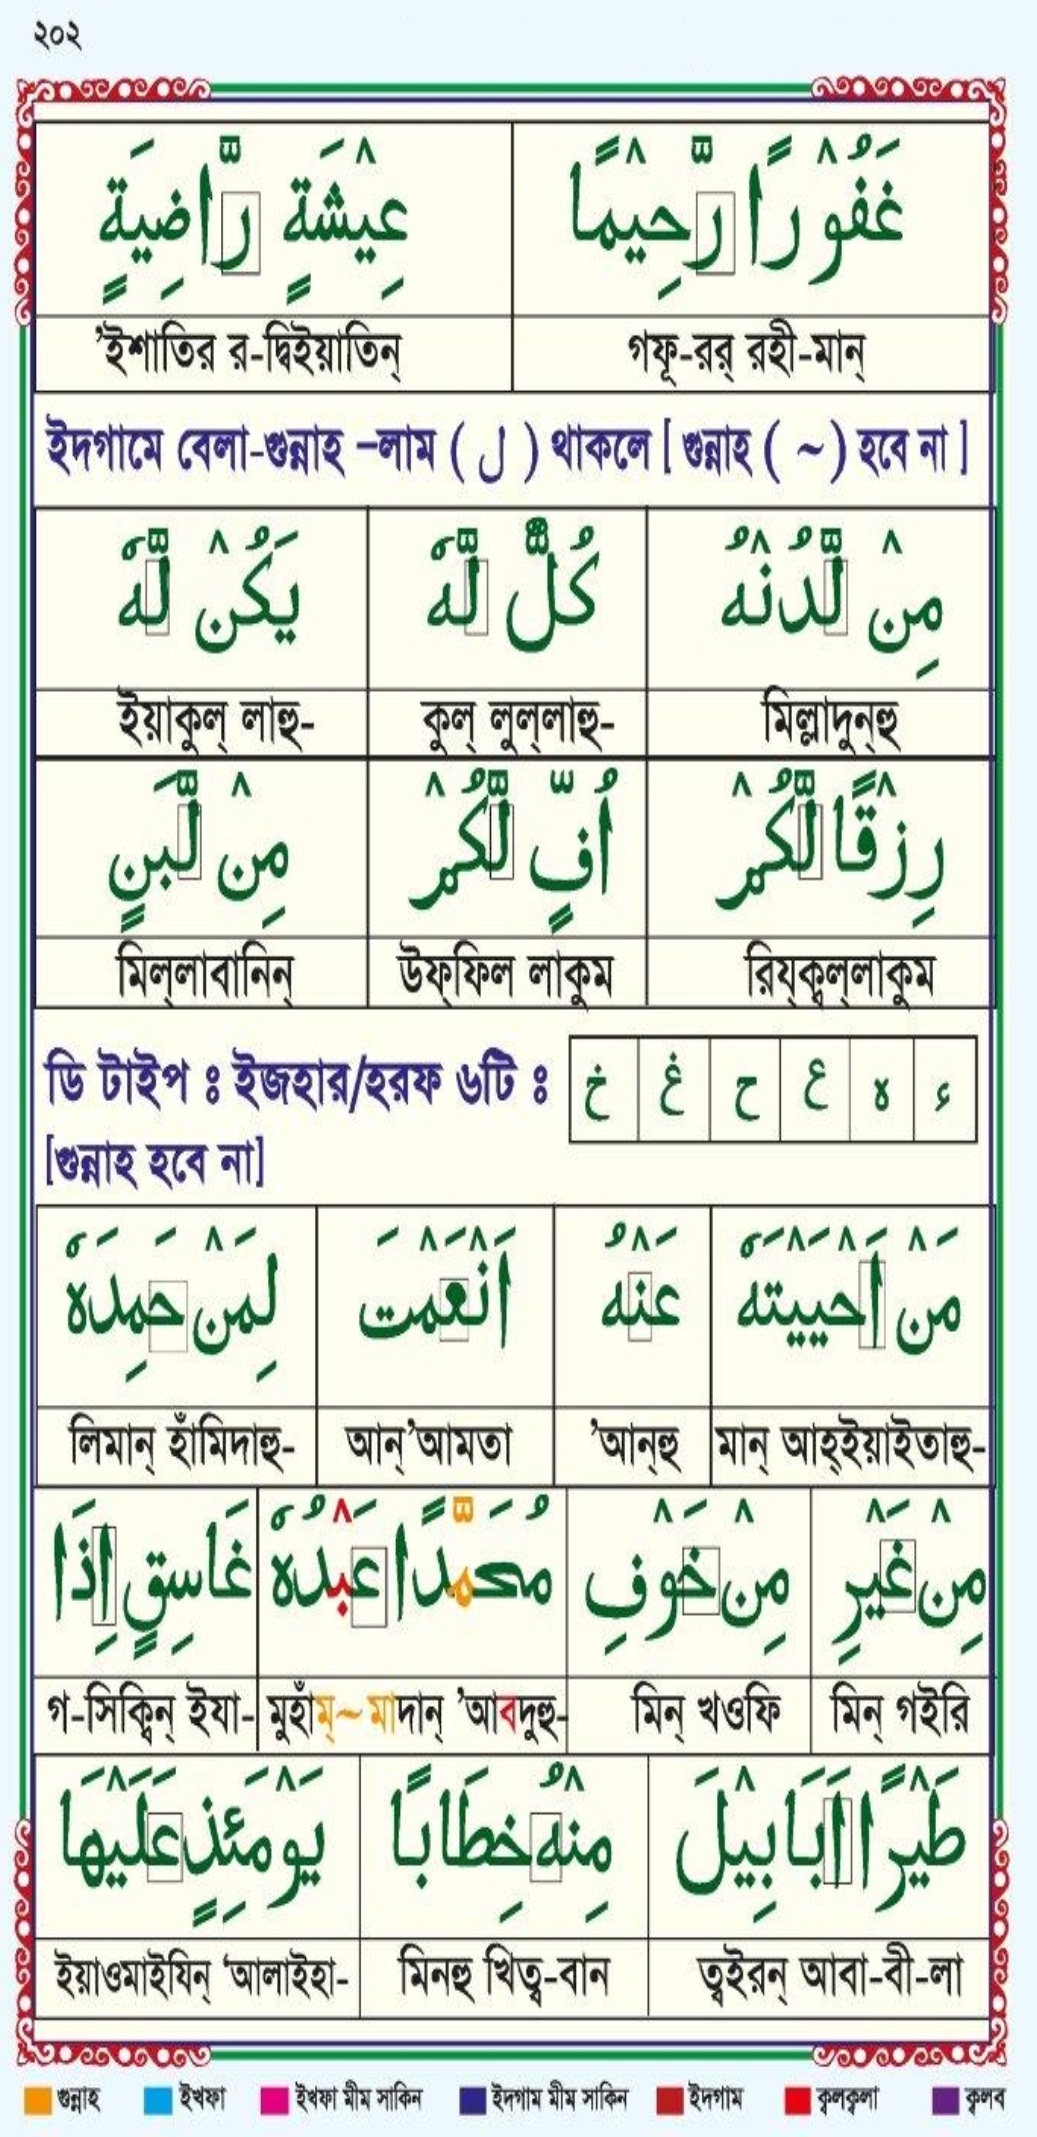 ২০২
غَفُوْرًا رَّحِيْمًا عِيْشَةٍ رَّاضِيَةٍ
'ইশাতির র-দ্বিইয়াতিন্ গফূ-রর্ রহী-মান্
ইদগামে বেলা-গুন্নাহ –লাম ( ل ) থাকলে [ গুন্নাহ ( ~ ) হবে না ]
مِنْ لَّدُنْهُ كُلٌّ لَّهٗ يَكُنْ لَّهٗ
ইয়াকুল্ লাহু- কুল্ লুল্লাহু- মিল্লাদুন্হু
رِزْقًا لَّكُمْ اُفٍّ لَّكُمْ مِنْ لَّبَنٍ
মিল্লাবানিন্ উফ্ফিল লাকুম রিয্ক্বল্লাকুম
ডি টাইপ ঃ ইজহার/হরফ ৬টি ঃ
ء ه ع ح غ خ
[গুন্নাহ হবে না]
مَنْ اَحْيَيْتَهٗ عَنْهُ اَنْعَمْتَ لِمَنْ حَمِدَهٗ
লিমান্ হাঁমিদাহু- আন্'আমতা 'আন্হু মান্ আহ্ইয়াইতাহু-
مِنْ غَيْرِ مِنْ خَوْفِ مُحَمَّدًا عَبْدُهٗ غَاسِقٍ اِذَا
গ-সিক্বিন্ ইযা- মুহাঁম্~মাদান্ 'আবদুহু- মিন্ খওফি মিন্ গইরি
طَيْرًا اَبَابِيْلَ مِنْهُ خِطَابًا يَوْمَئِذٍ عَلَيْهَا
ইয়াওমাইযিন্ 'আলাইহা- মিনহু খিত্ব-বান ত্বইরন্ আবা-বী-লা
গুন্নাহ ইখফা ইখফা মীম সাকিন ইদগাম মীম সাকিন ইদগাম ক্বলক্বলা ক্বলব